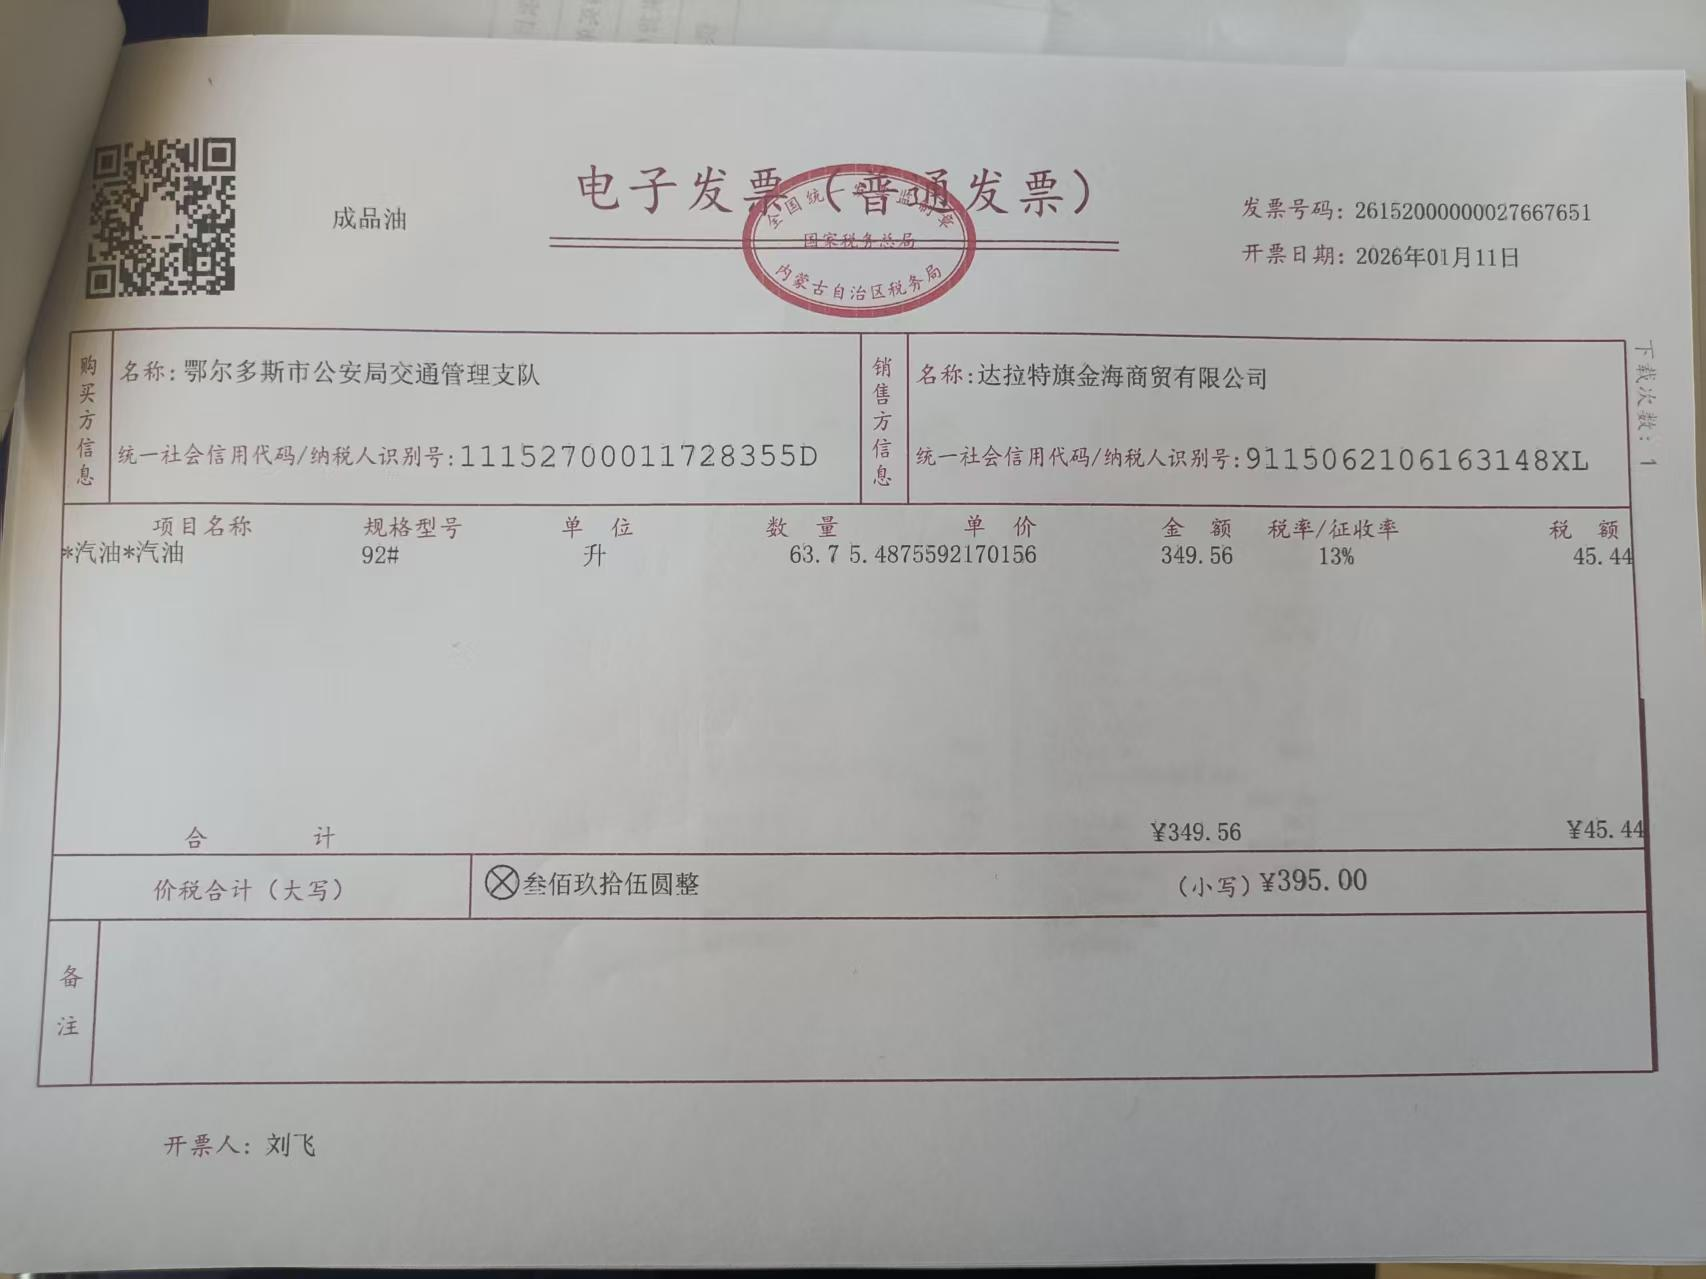 成品油
电子发票（普通发票）
全国统一发票监制章
国家税务总局
内蒙古自治区税务局
发票号码：26152000000027667651
开票日期：2026年01月11日
下载次数：1
购买方信息
名称：鄂尔多斯市公安局交通管理支队
统一社会信用代码/纳税人识别号：11152700011728355D
销售方信息
名称：达拉特旗金海商贸有限公司
统一社会信用代码/纳税人识别号：9115062106163148XL
项目名称 规格型号 单 位 数 量 单 价 金 额 税率/征收率 税 额
*汽油*汽油 92# 升 63.7 5.4875592170156 349.56 13% 45.44
合 计 ¥349.56 ¥45.44
价税合计（大写） ⊗叁佰玖拾伍圆整 （小写）¥395.00
备注
开票人：刘飞